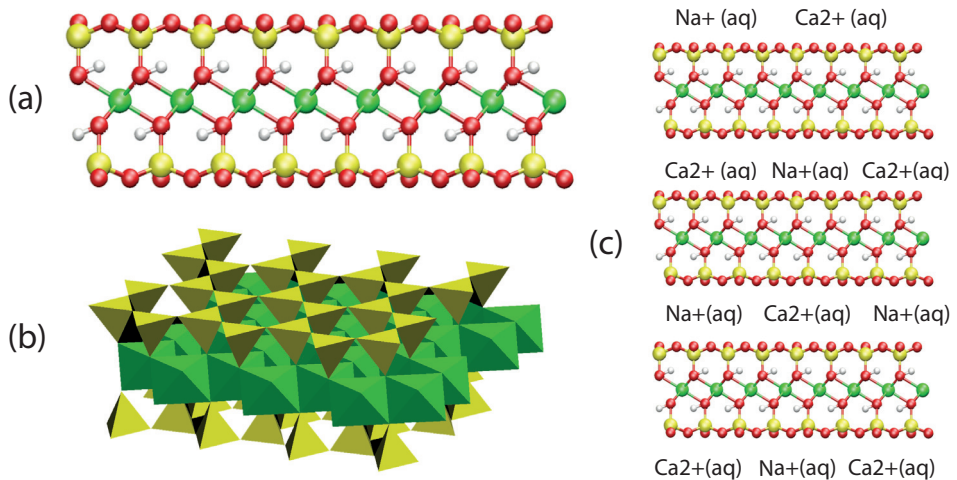 (a)
(b)
(c)
Na+ (aq) Ca2+ (aq)
Ca2+ (aq) Na+(aq) Ca2+(aq)
Na+(aq) Ca2+(aq) Na+(aq)
Ca2+(aq) Na+(aq) Ca2+(aq)